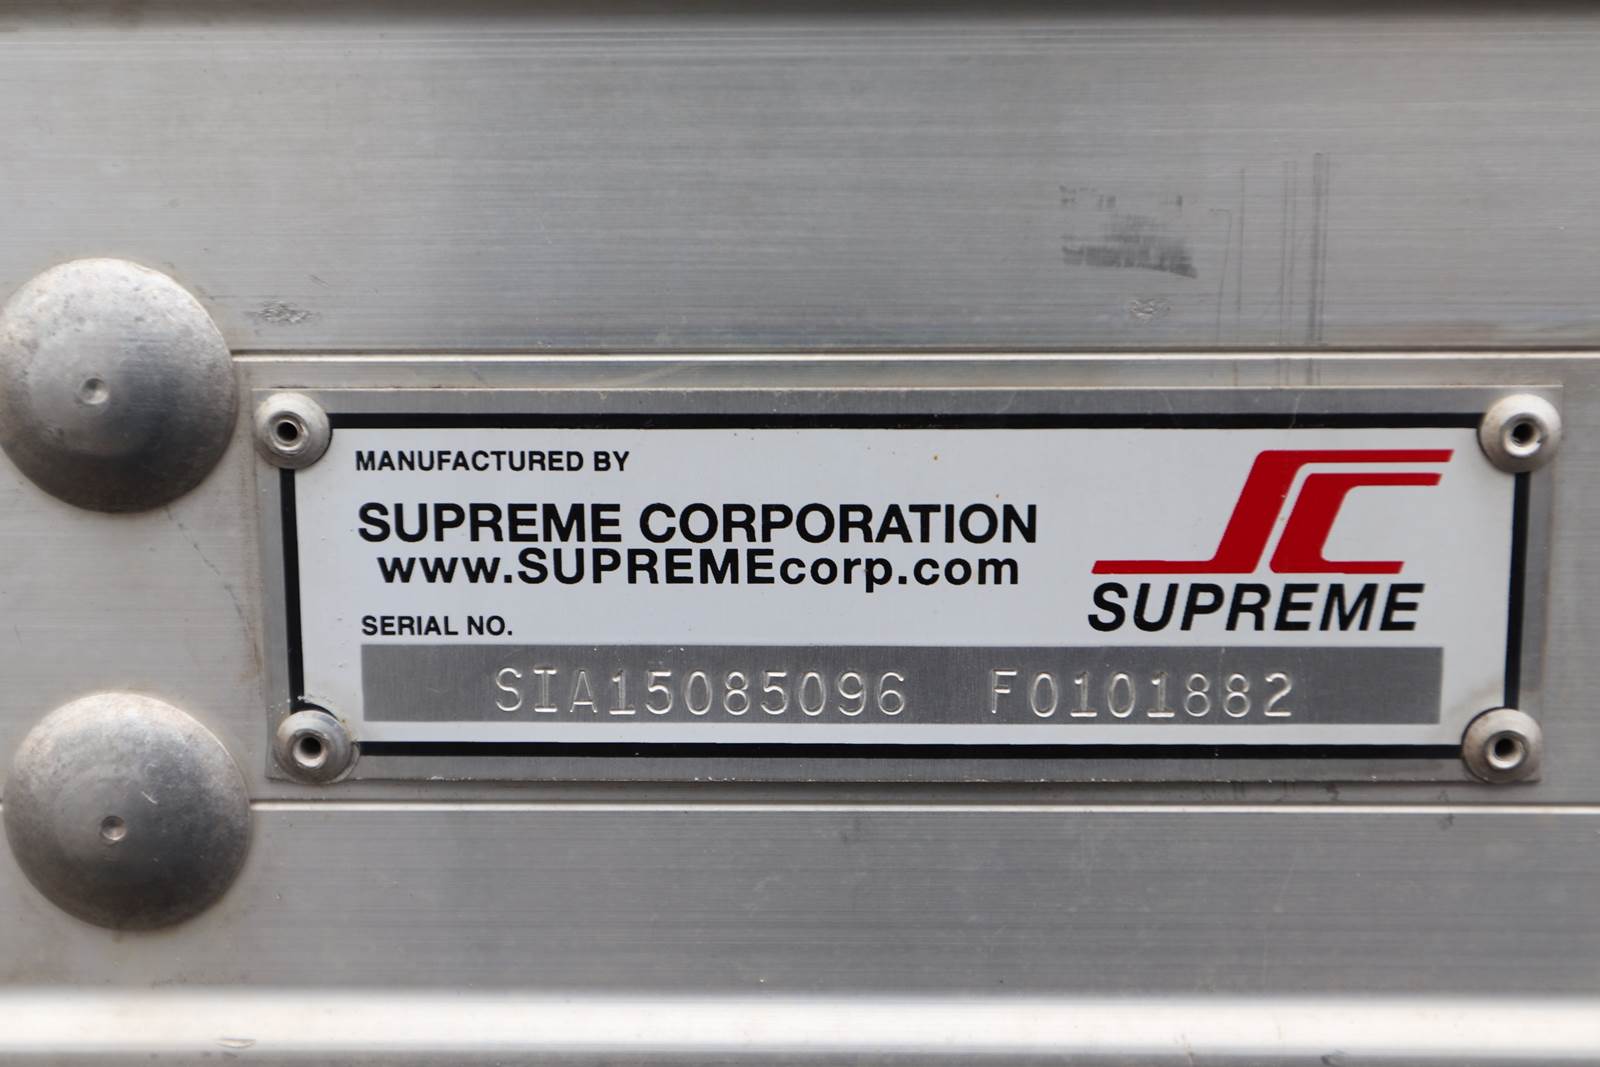 MANUFACTURED BY
SUPREME CORPORATION
www.SUPREMEcorp.com
SUPREME
SERIAL NO.
SIA15085096 F0101882